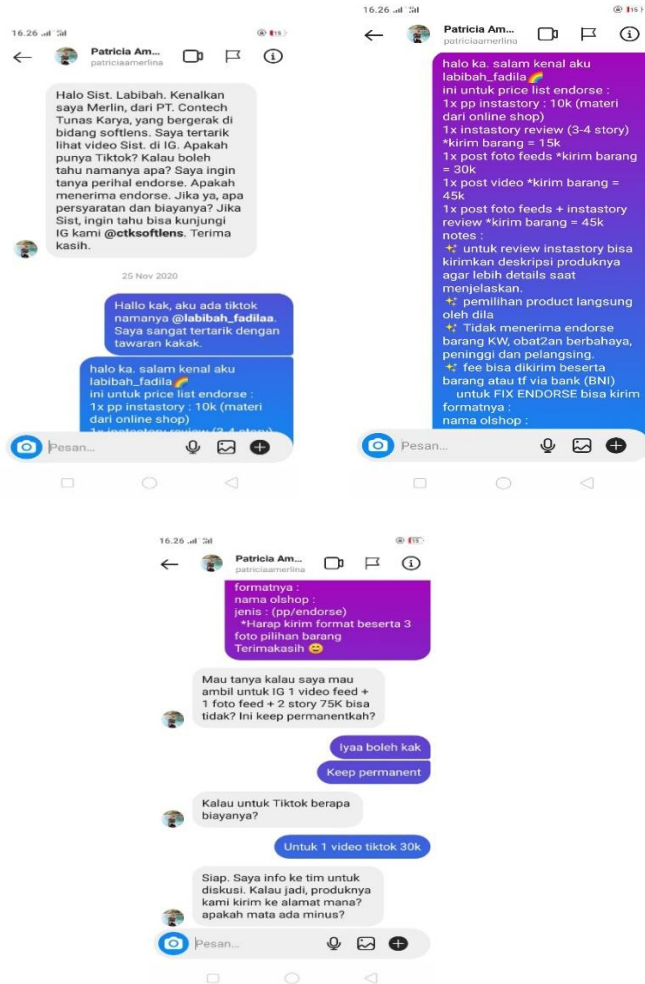 16.26
Patricia Am...
patriciaamerlina
Halo Sist. Labibah. Kenalkan
saya Merlin, dari PT. Contech
Tunas Karya, yang bergerak di
bidang softlens. Saya tertarik
lihat video Sist. di IG. Apakah
punya Tiktok? Kalau boleh
tahu namanya apa? Saya ingin
tanya perihal endorse. Apakah
menerima endorse. Jika ya, apa
persyaratan dan biayanya? Jika
Sist, ingin tahu bisa kunjungi
IG kami @ctksoftlens. Terima
kasih.
25 Nov 2020
Hallo kak, aku ada tiktok
namanya @labibah_fadilaa.
Saya sangat tertarik dengan
tawaran kakak.
halo ka. salam kenal aku
labibah_fadila🌈
ini untuk price list endorse :
1x pp instastory : 10k (materi
dari online shop)
1x instastory review (3-4 story)
Pesan...
16.26
Patricia Am...
patriciaamerlina
halo ka. salam kenal aku
labibah_fadila🌈
ini untuk price list endorse :
1x pp instastory : 10k (materi
dari online shop)
1x instastory review (3-4 story)
*kirim barang = 15k
1x post foto feeds *kirim barang
= 30k
1x post video *kirim barang =
45k
1x post foto feeds + instastory
review *kirim barang = 45k
notes :
✨ untuk review instastory bisa
kirimkan deskripsi produknya
agar lebih details saat
menjelaskan.
✨ pemilihan product langsung
oleh dila
✨ Tidak menerima endorse
barang KW, obat2an berbahaya,
peninggi dan pelangsing.
✨ fee bisa dikirim beserta
barang atau tf via bank (BNI)
untuk FIX ENDORSE bisa kirim
formatnya :
nama olshop :
Pesan...
16.26
Patricia Am...
patriciaamerlina
formatnya :
nama olshop :
jenis : (pp/endorse)
*Harap kirim format beserta 3
foto pilihan barang
Terimakasih 😊
Mau tanya kalau saya mau
ambil untuk IG 1 video feed +
1 foto feed + 2 story 75K bisa
tidak? Ini keep permanentkah?
Iyaa boleh kak
Keep permanent
Kalau untuk Tiktok berapa
biayanya?
Untuk 1 video tiktok 30k
Siap. Saya info ke tim untuk
diskusi. Kalau jadi, produknya
kami kirim ke alamat mana?
apakah mata ada minus?
Pesan...